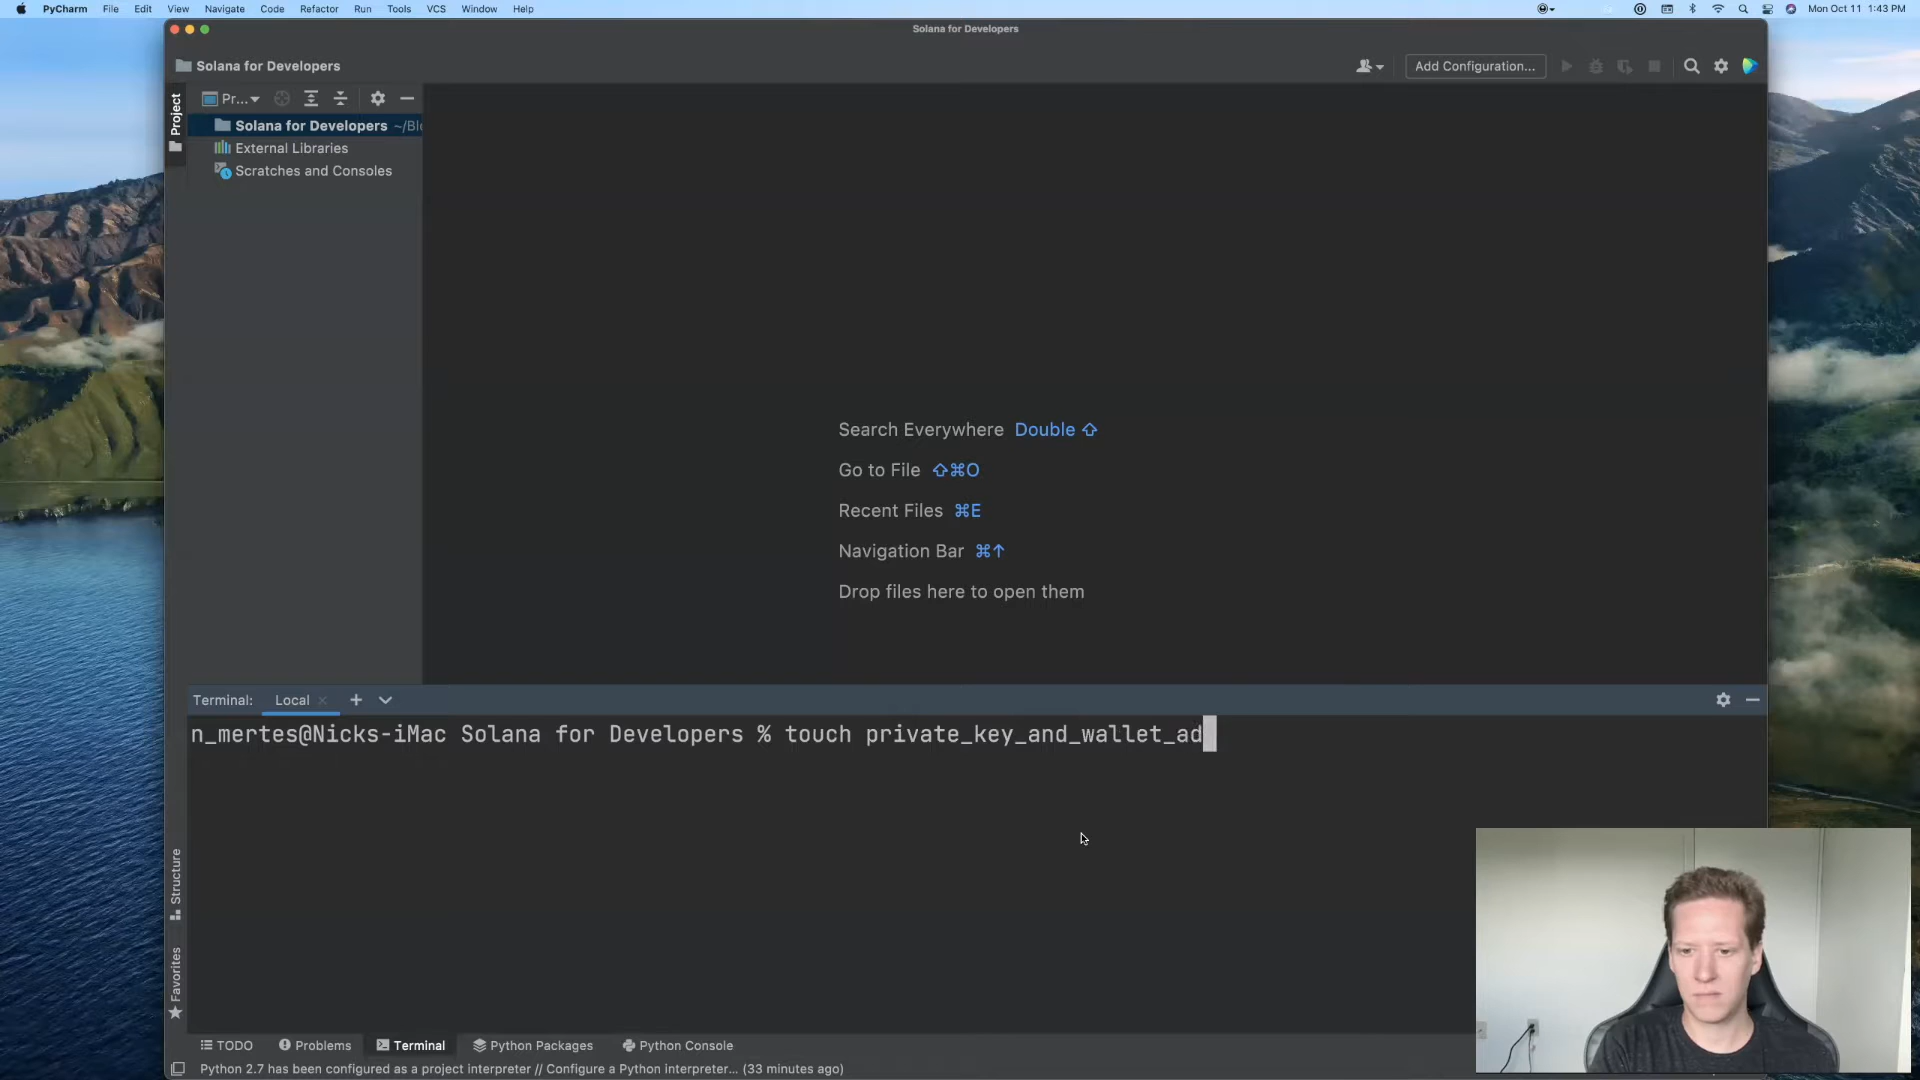 PyCharm File Edit View Navigate Code Refactor Run Tools VCS Window Help
Mon Oct 11 1:43 PM
Solana for Developers
Solana for Developers
Add Configuration...
Project
Pr...
Solana for Developers
External Libraries
Scratches and Consoles
Search Everywhere Double ⇧
Go to File ⇧⌘O
Recent Files ⌘E
Navigation Bar ⌘↑
Drop files here to open them
Terminal: Local
n_mertes@Nicks-iMac Solana for Developers % touch private_key_and_wallet_ad
Structure
Favorites
TODO Problems Terminal Python Packages Python Console
Python 2.7 has been configured as a project interpreter // Configure a Python interpreter... (33 minutes ago)